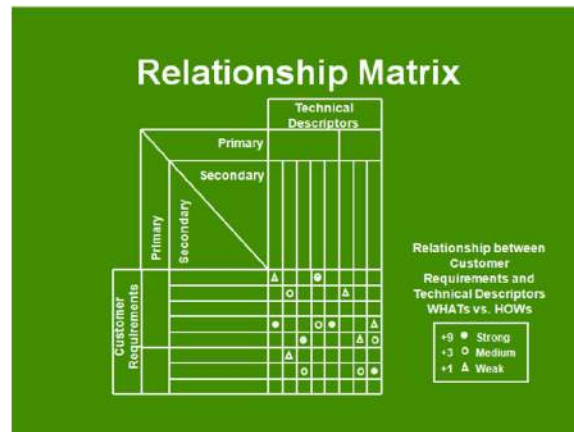 Relationship Matrix
Technical
Descriptors
Primary
Secondary
Primary
Secondary
Customer
Requirements
Relationship between
Customer
Requirements and
Technical Descriptors
WHATs vs. HOWs
+9 Strong
+3 Medium
+1 Weak